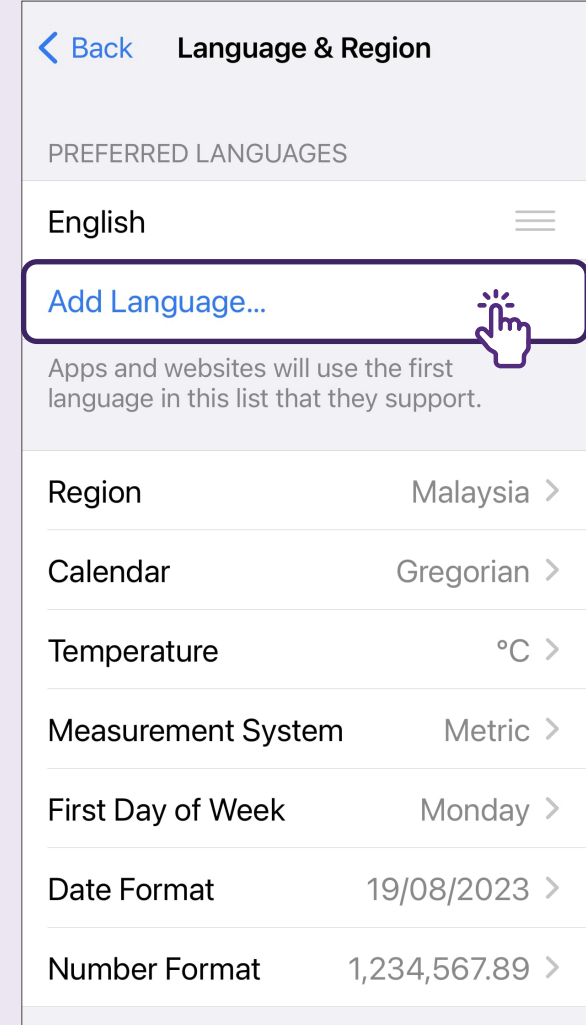 Back Language & Region
PREFERRED LANGUAGES
English
Add Language...
Apps and websites will use the first
language in this list that they support.
Region Malaysia
Calendar Gregorian
Temperature °C
Measurement System Metric
First Day of Week Monday
Date Format 19/08/2023
Number Format 1,234,567.89